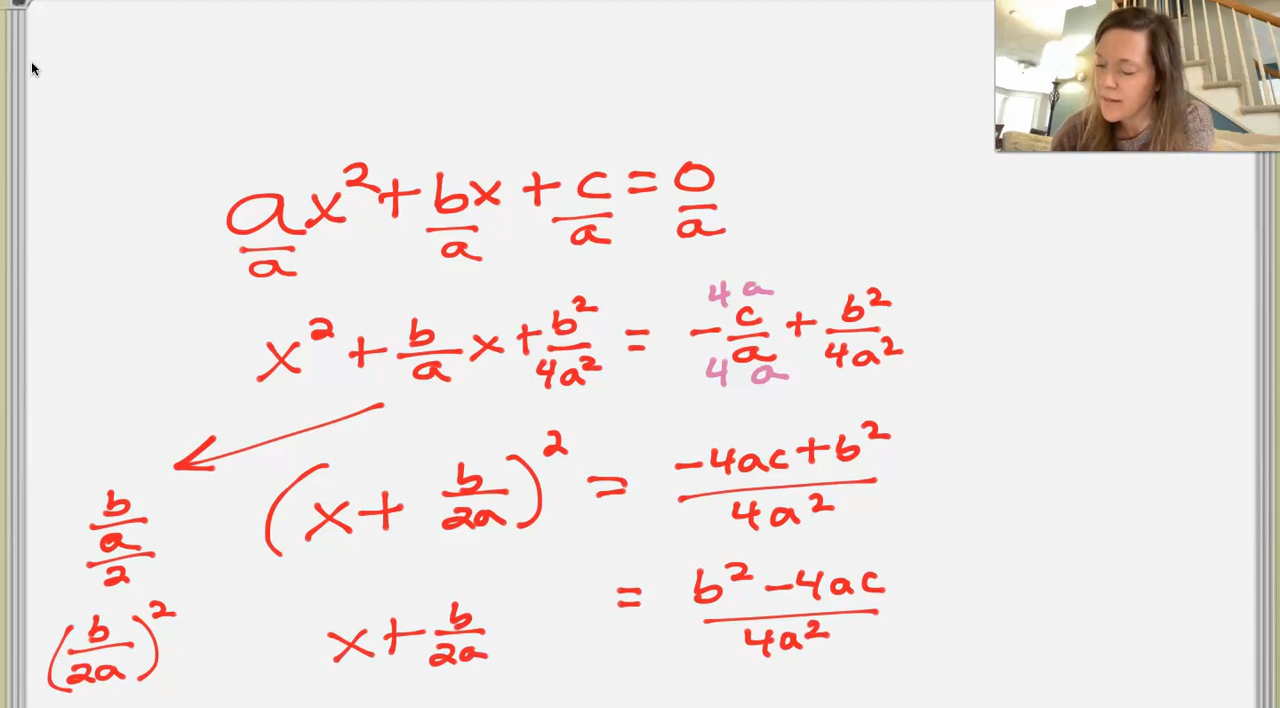 ax²/a + bx/a + c/a = 0/a
x² + b/a x + b²/4a² = - 4a c/4a a + b²/4a²
(x + b/2a)² = -4ac + b²/4a²
b/a/2
x + b/2a = b² - 4ac/4a²
(b/2a)²